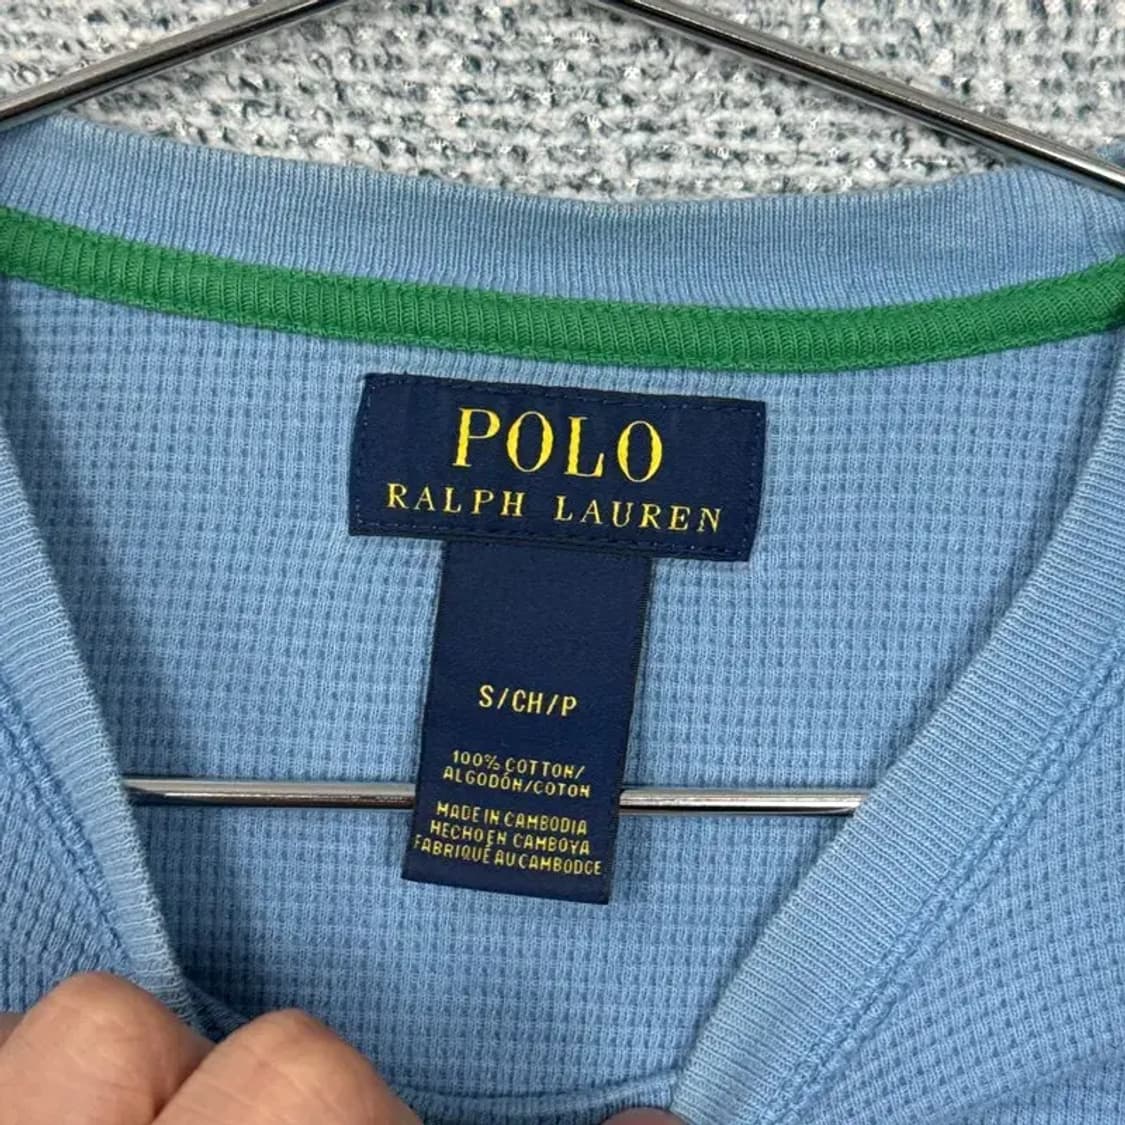 POLO
RALPH LAUREN
S/CH/P
100% COTTON/
ALGODÓN/COTON
MADE IN CAMBODIA
HECHO EN CAMBOYA
FABRIQUÉ AU CAMBODGE